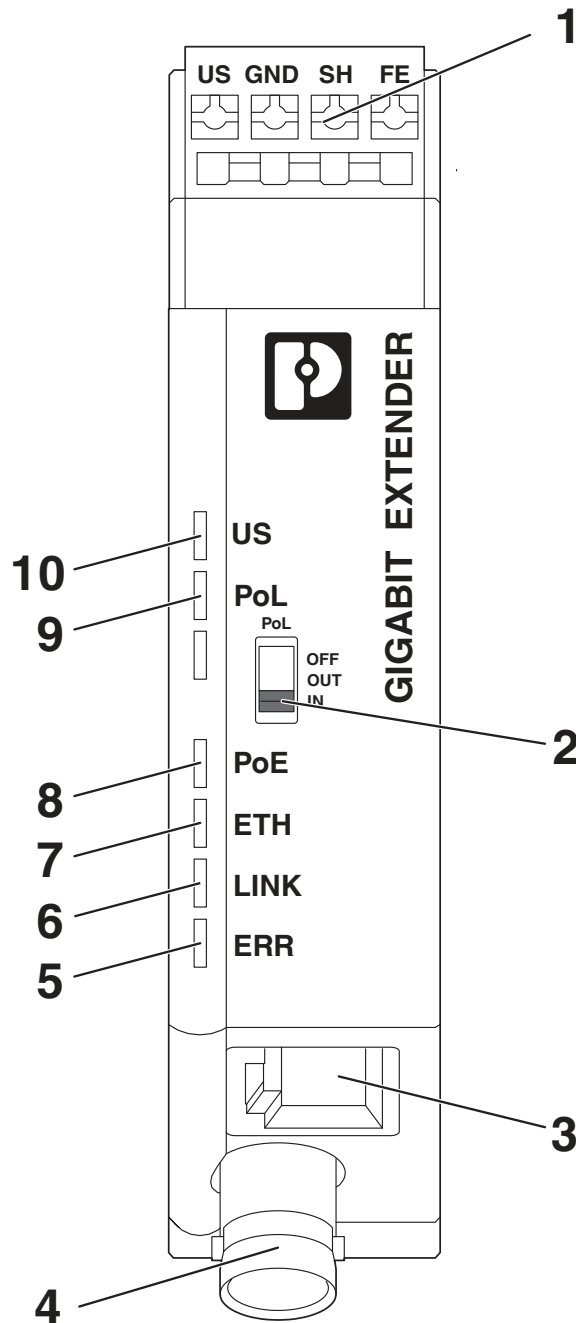 1
US GND SH FE
GIGABIT EXTENDER
US
10
PoL
9
PoL
OFF
OUT
IN
2
PoE
8
ETH
7
LINK
6
ERR
5
3
4